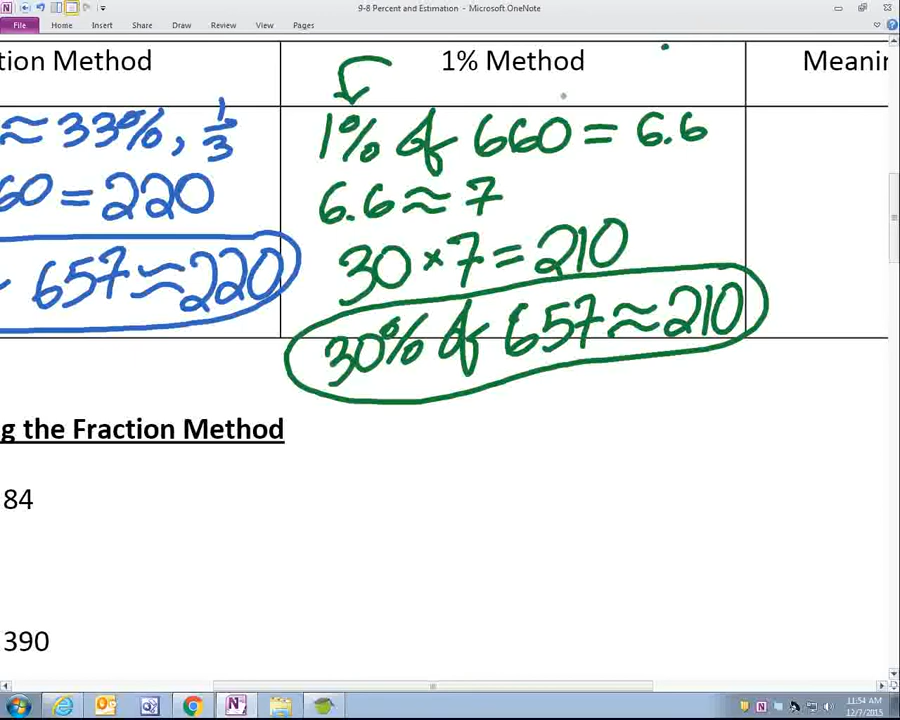 9-8 Percent and Estimation - Microsoft OneNote
File Home Insert Share Draw Review View Pages
tion Method
1% Method
Meanin
≈ 33%, 1/3
60 = 220
657 ≈ 220
1% of 660 = 6.6
6.6 ≈ 7
30 × 7 = 210
30% of 657 ≈ 210
g the Fraction Method
84
390
11:54 AM
12/7/2015